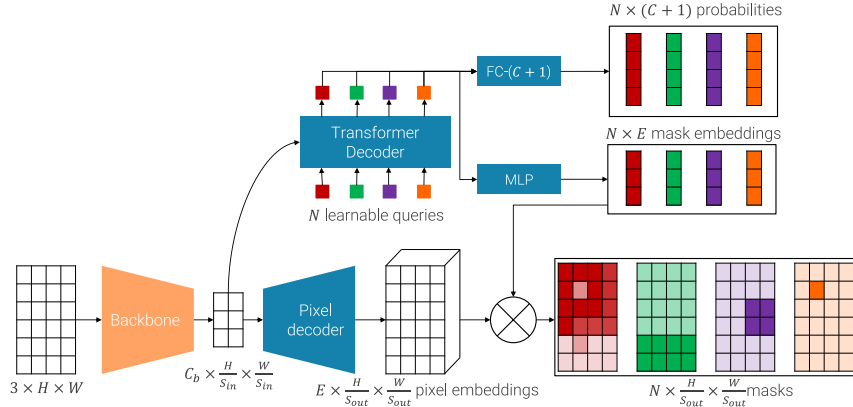 N × (C + 1) probabilities
FC-(C + 1)
Transformer
Decoder
N × E mask embeddings
MLP
N learnable queries
Backbone
Pixel
decoder
3 × H × W
C_b × H/S_in × W/S_in
E × H/S_out × W/S_out pixel embeddings
N × H/S_out × W/S_out masks